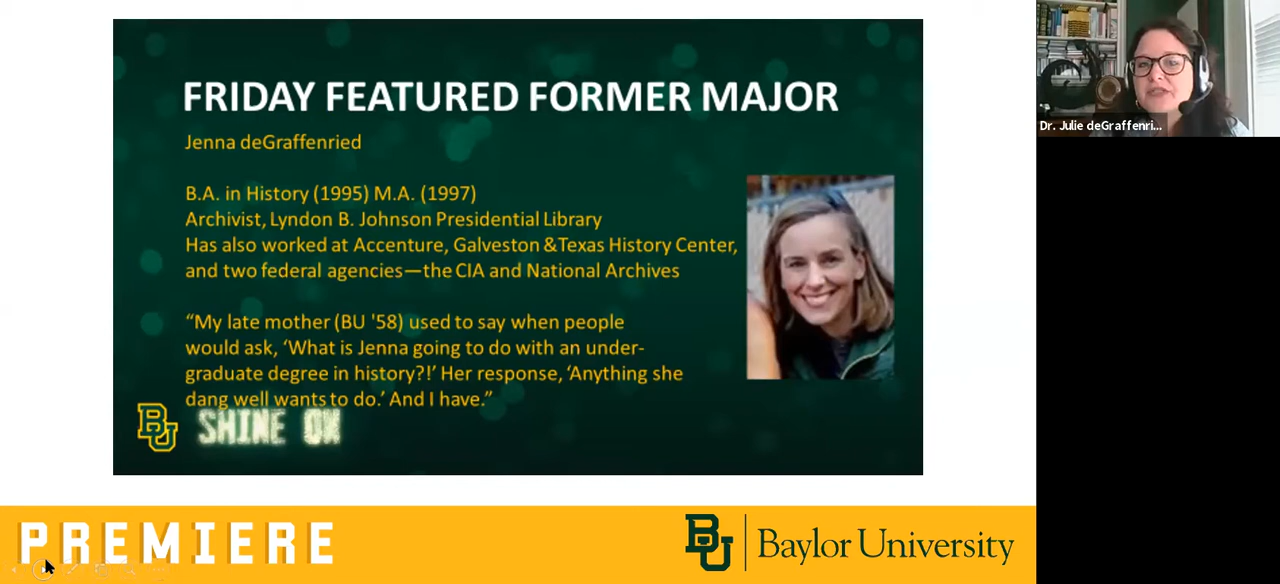 FRIDAY FEATURED FORMER MAJOR
Jenna deGraffenried
B.A. in History (1995) M.A. (1997)
Archivist, Lyndon B. Johnson Presidential Library
Has also worked at Accenture, Galveston &Texas History Center,
and two federal agencies—the CIA and National Archives
“My late mother (BU '58) used to say when people
would ask, ‘What is Jenna going to do with an under-
graduate degree in history?!’ Her response, ‘Anything she
dang well wants to do.’ And I have.”
BU SHINE ON
Dr. Julie deGraffenri...
PREMIERE
BU Baylor University